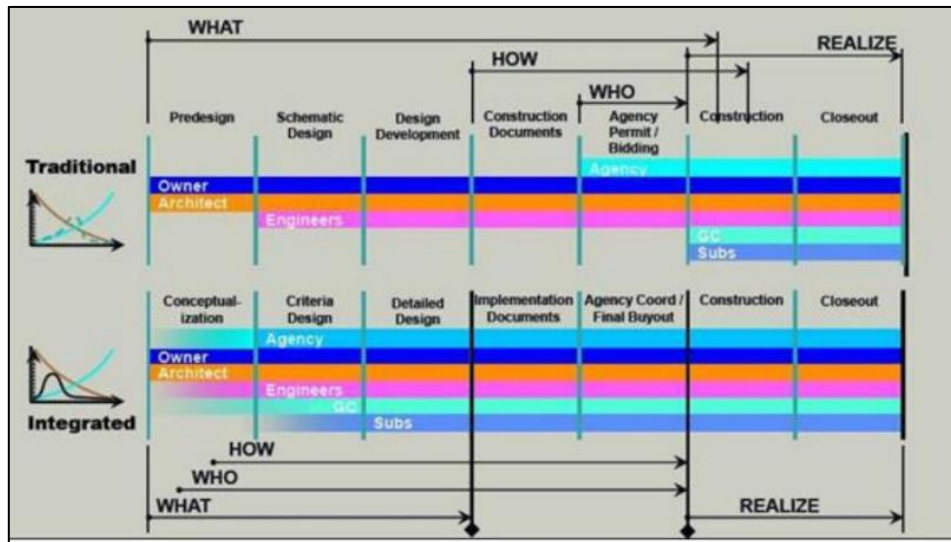 WHAT
REALIZE
HOW
WHO
Predesign
Schematic
Design
Design
Development
Construction
Documents
Agency
Permit /
Bidding
Construction
Closeout
Traditional
Agency
Owner
Architect
Engineers
GC
Subs
Conceptual-
ization
Criteria
Design
Detailed
Design
Implementation
Documents
Agency Coord /
Final Buyout
Construction
Closeout
Agency
Owner
Architect
Engineers
GC
Subs
Integrated
HOW
WHO
WHAT
REALIZE